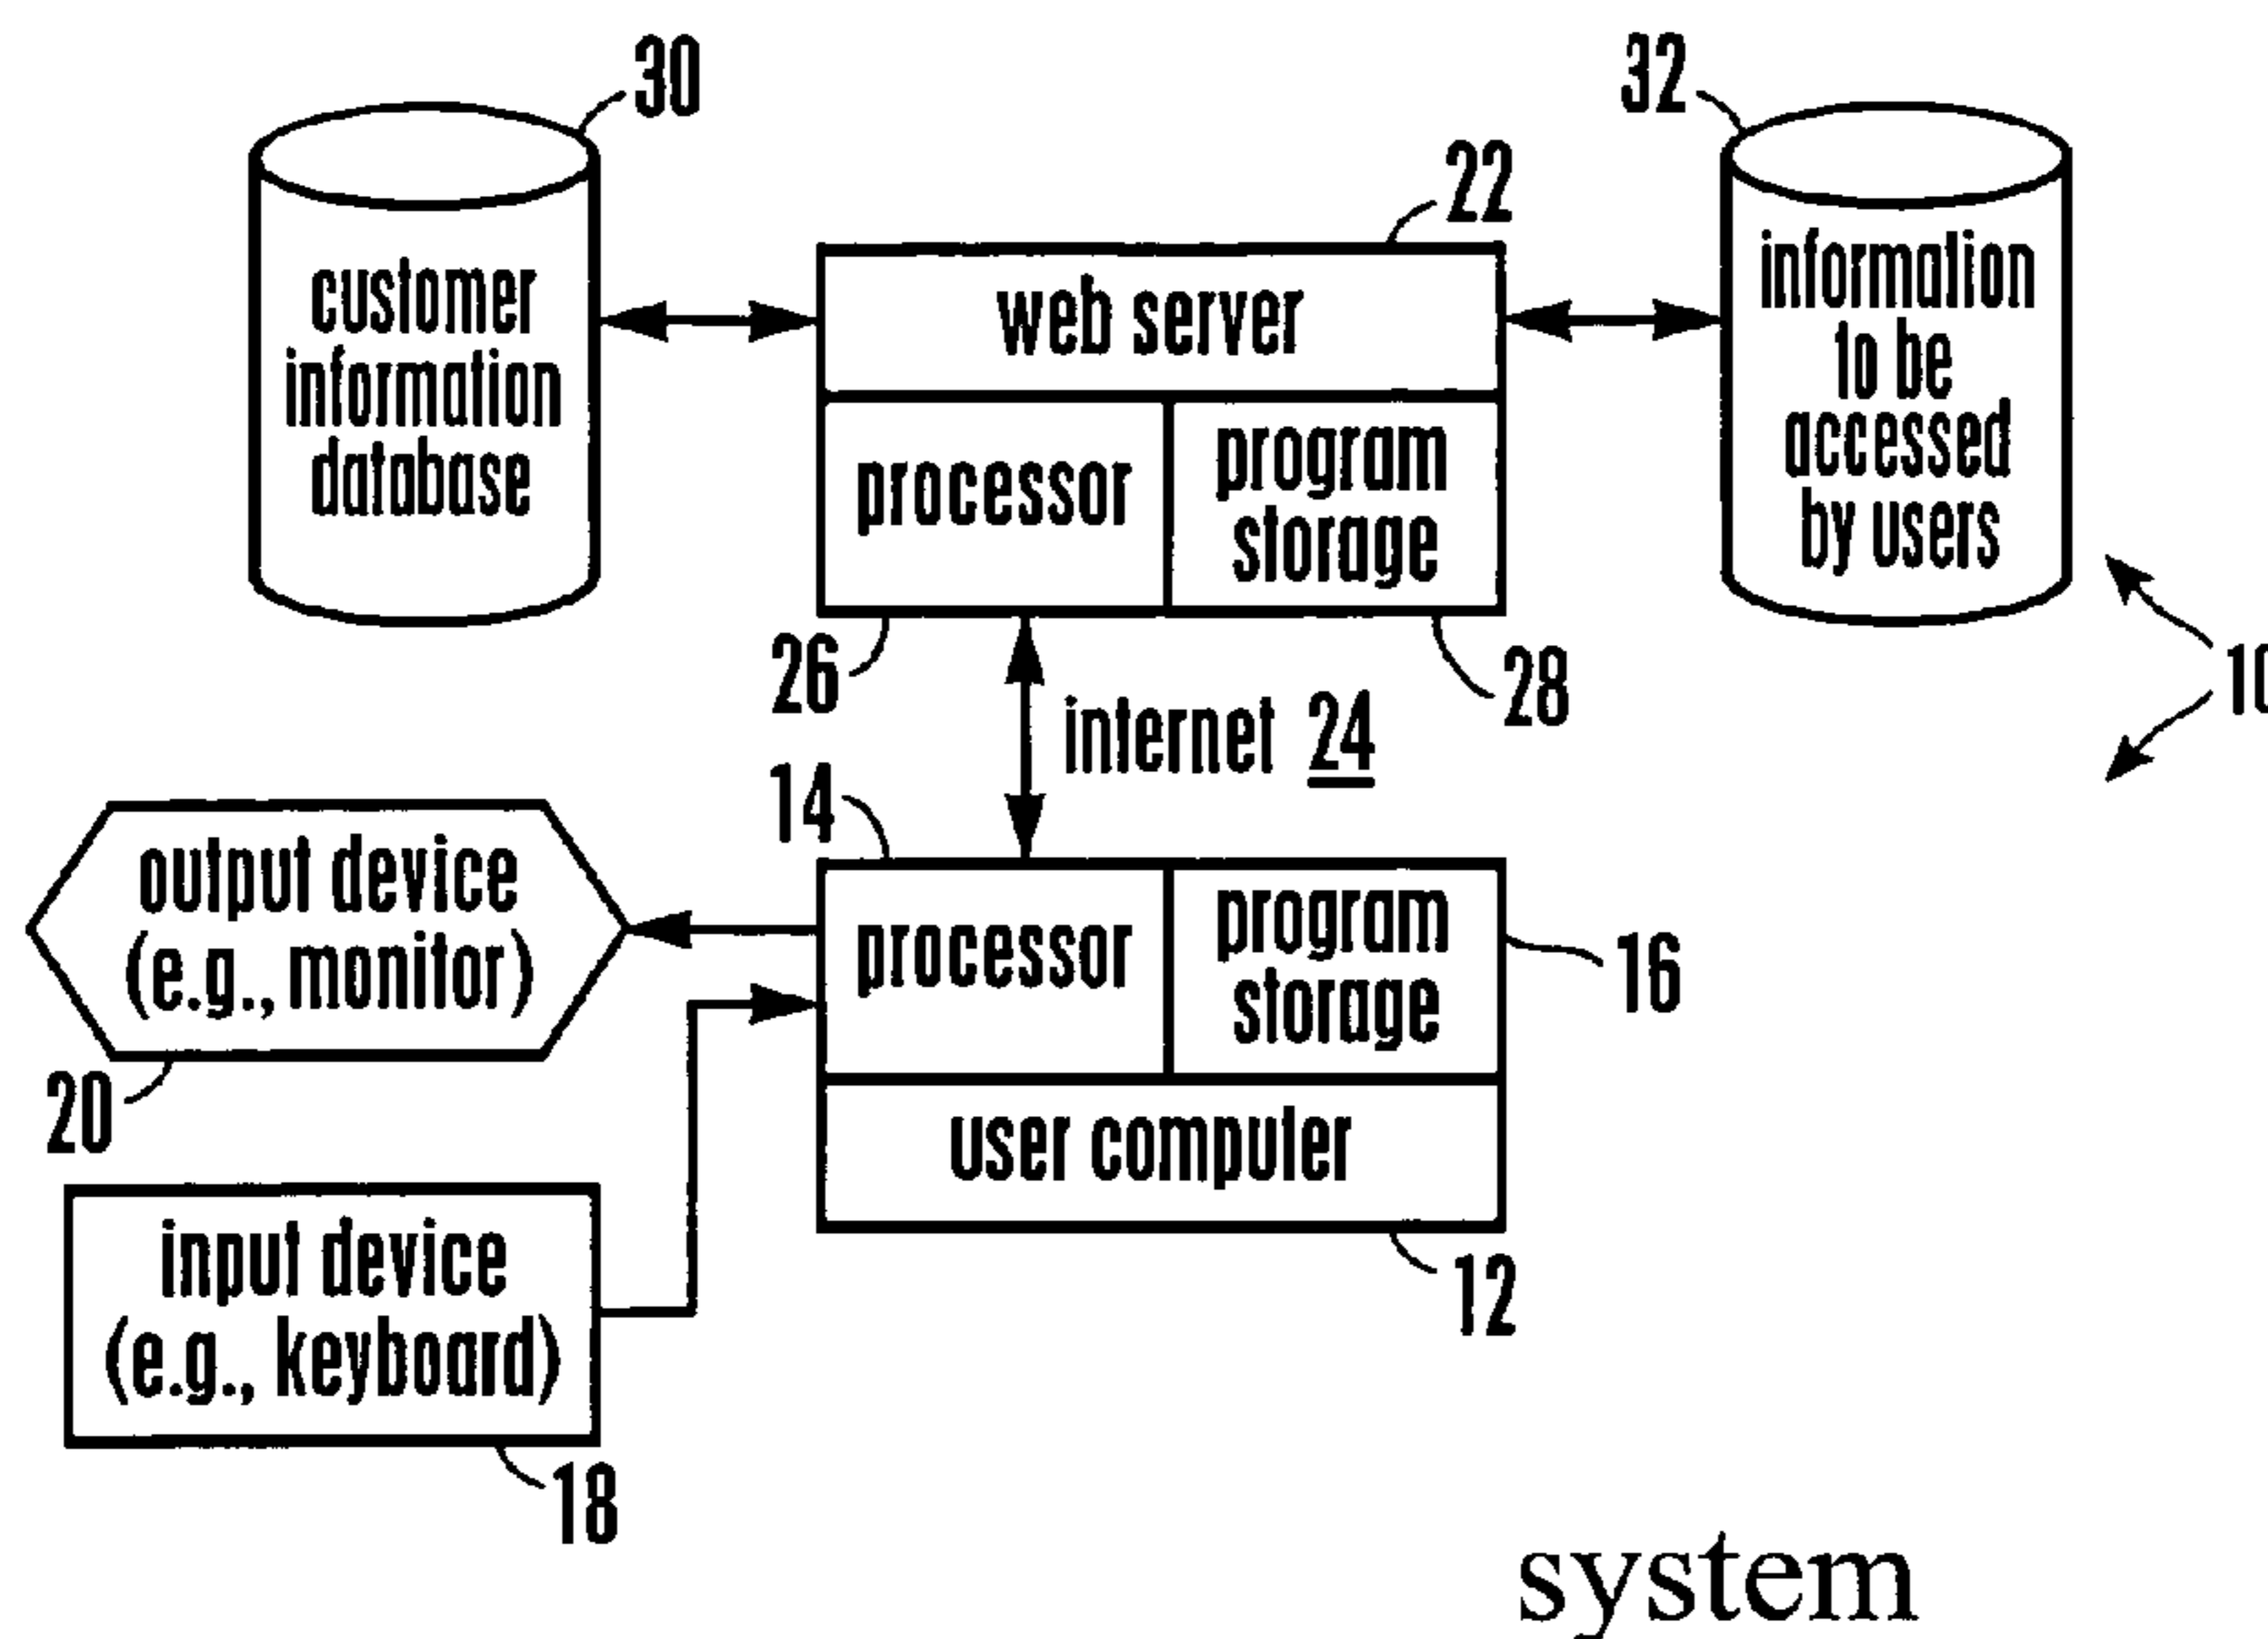 30
32
22
customer
information
database
web server
information
to be
accessed
by users
processor
program
storage
26
28
10
internet 24
14
output device
(e.g., monitor)
processor
program
storage
16
20
user computer
input device
(e.g., keyboard)
12
18
system